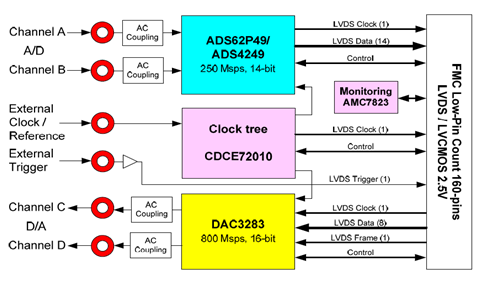 Channel A
A/D
Channel B
AC
Coupling
AC
Coupling
ADS62P49/
ADS4249
250 Msps, 14-bit
LVDS Clock (1)
LVDS Data (14)
Control
External
Clock /
Reference
External
Trigger
Clock tree
CDCE72010
Monitoring
AMC7823
LVDS Clock (1)
Control
LVDS Trigger (1)
Channel C
D/A
Channel D
AC
Coupling
AC
Coupling
DAC3283
800 Msps, 16-bit
LVDS Clock (1)
LVDS Data (8)
LVDS Frame (1)
Control
FMC Low-Pin Count 160-pins
LVDS / LVCMOS 2.5V